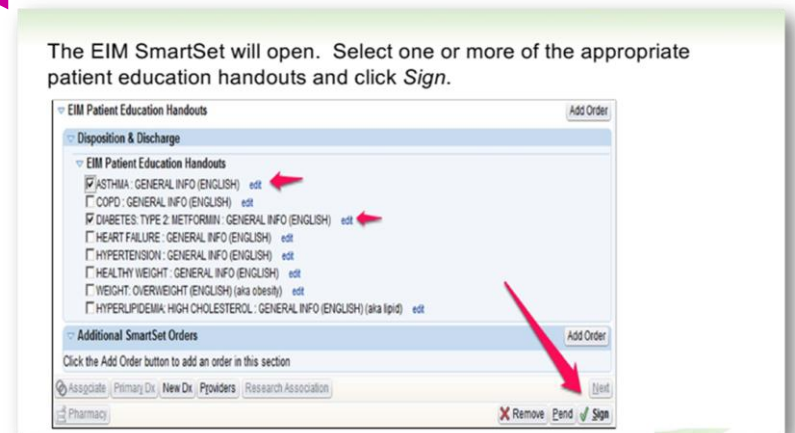 The EIM SmartSet will open.  Select one or more of the appropriate
patient education handouts and click Sign.
EIM Patient Education Handouts Add Order
Disposition & Discharge
EIM Patient Education Handouts
ASTHMA : GENERAL INFO (ENGLISH) edit
COPD : GENERAL INFO (ENGLISH) edit
DIABETES: TYPE 2: METFORMIN : GENERAL INFO (ENGLISH) edit
HEART FAILURE : GENERAL INFO (ENGLISH) edit
HYPERTENSION : GENERAL INFO (ENGLISH) edit
HEALTHY WEIGHT : GENERAL INFO (ENGLISH) edit
WEIGHT: OVERWEIGHT (ENGLISH) (aka obesity) edit
HYPERLIPIDEMIA: HIGH CHOLESTEROL : GENERAL INFO (ENGLISH) (aka lipid) edit
Additional SmartSet Orders Add Order
Click the Add Order button to add an order in this section
Associate Primary Dx New Dx Providers Research Association Next
Pharmacy Remove Pend Sign